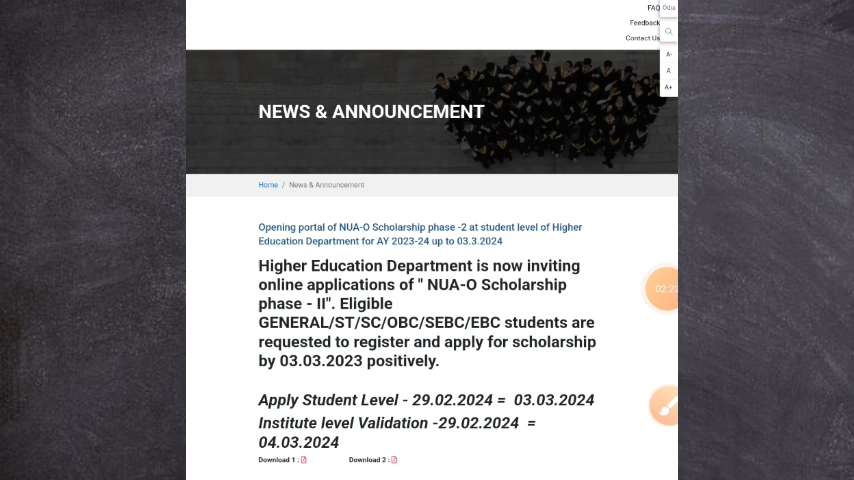 FAQ
Odia
Feedback
Contact Us
A-
A
A+
NEWS & ANNOUNCEMENT
Home / News & Announcement
Opening portal of NUA-O Scholarship phase -2 at student level of Higher
Education Department for AY 2023-24 up to 03.3.2024
Higher Education Department is now inviting
online applications of " NUA-O Scholarship
phase - II". Eligible
GENERAL/ST/SC/OBC/SEBC/EBC students are
requested to register and apply for scholarship
by 03.03.2023 positively.
Apply Student Level - 29.02.2024 = 03.03.2024
Institute level Validation -29.02.2024 =
04.03.2024
Download 1 : Download 2 :